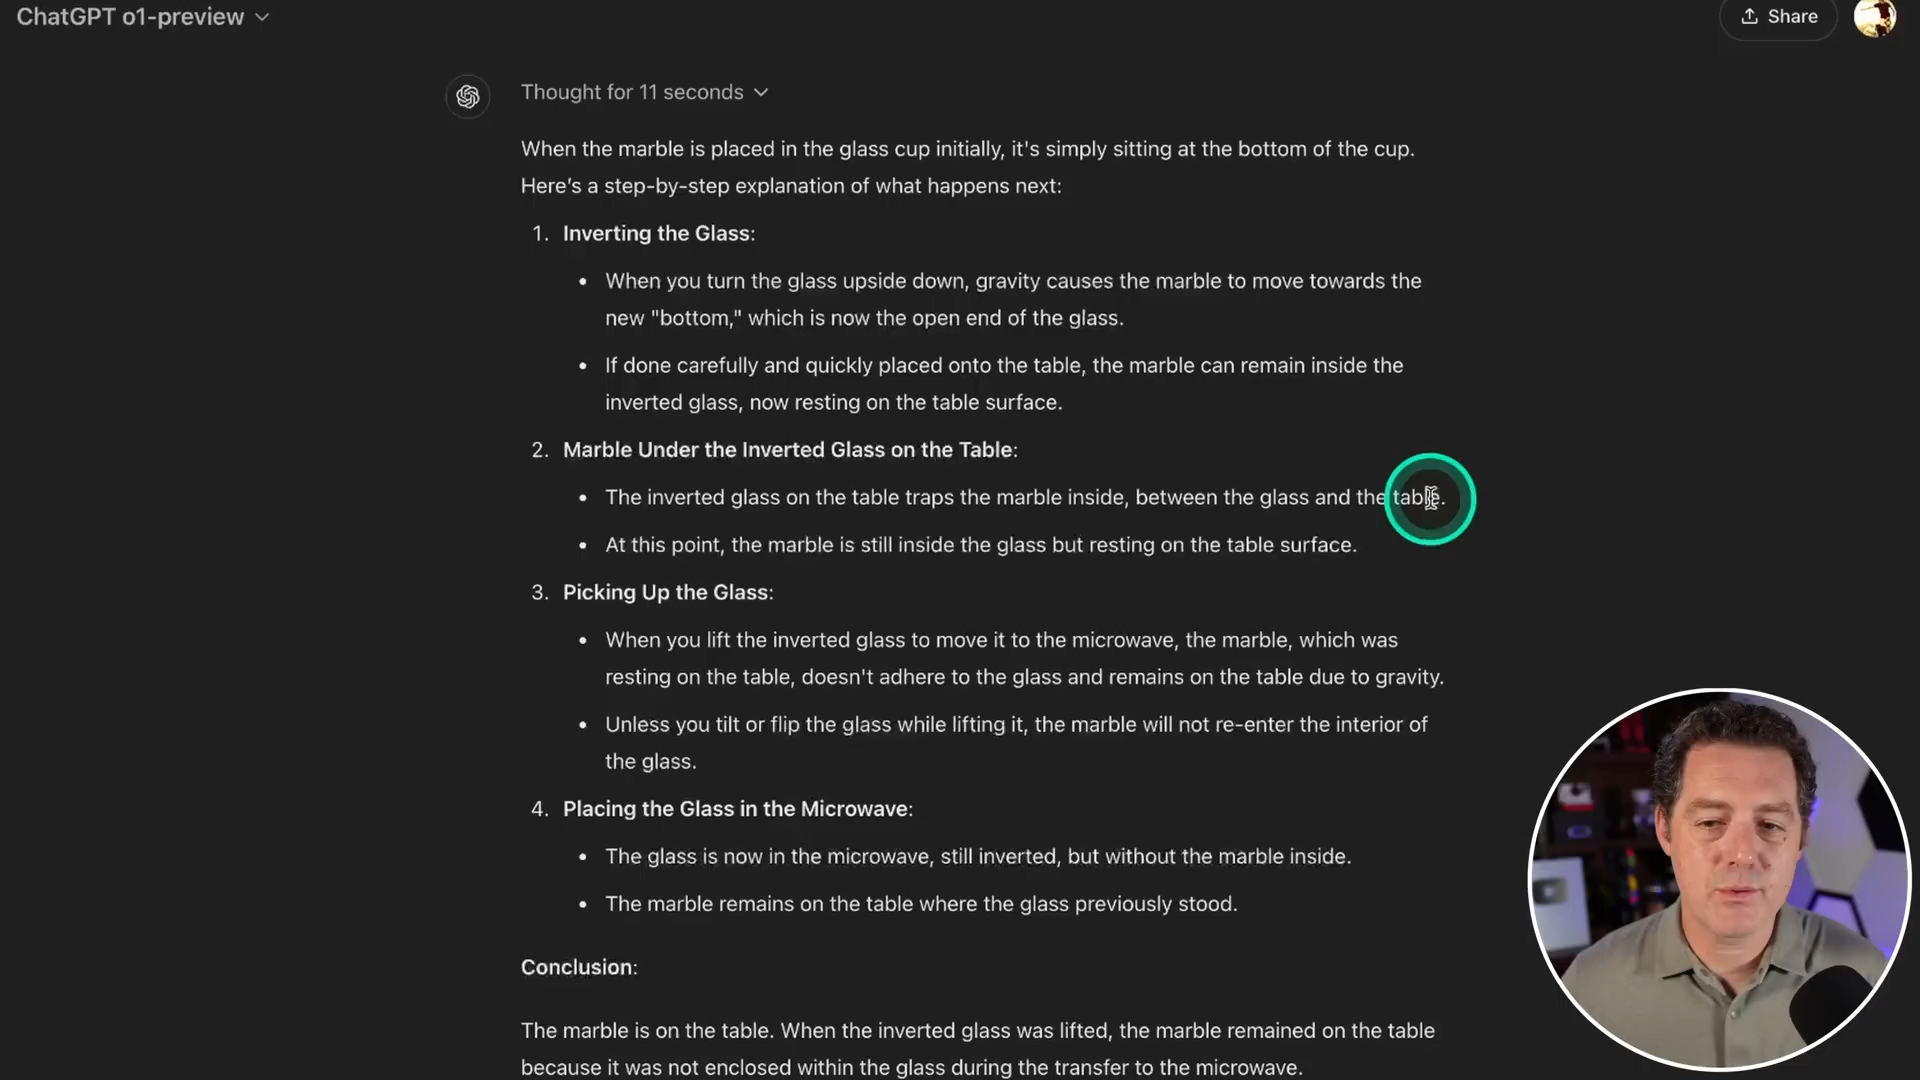 ChatGPT o1-preview
Share
Thought for 11 seconds
When the marble is placed in the glass cup initially, it's simply sitting at the bottom of the cup.
Here's a step-by-step explanation of what happens next:
1. Inverting the Glass:
• When you turn the glass upside down, gravity causes the marble to move towards the
new "bottom," which is now the open end of the glass.
• If done carefully and quickly placed onto the table, the marble can remain inside the
inverted glass, now resting on the table surface.
2. Marble Under the Inverted Glass on the Table:
• The inverted glass on the table traps the marble inside, between the glass and the table.
• At this point, the marble is still inside the glass but resting on the table surface.
3. Picking Up the Glass:
• When you lift the inverted glass to move it to the microwave, the marble, which was
resting on the table, doesn't adhere to the glass and remains on the table due to gravity.
• Unless you tilt or flip the glass while lifting it, the marble will not re-enter the interior of
the glass.
4. Placing the Glass in the Microwave:
• The glass is now in the microwave, still inverted, but without the marble inside.
• The marble remains on the table where the glass previously stood.
Conclusion:
The marble is on the table. When the inverted glass was lifted, the marble remained on the table
because it was not enclosed within the glass during the transfer to the microwave.